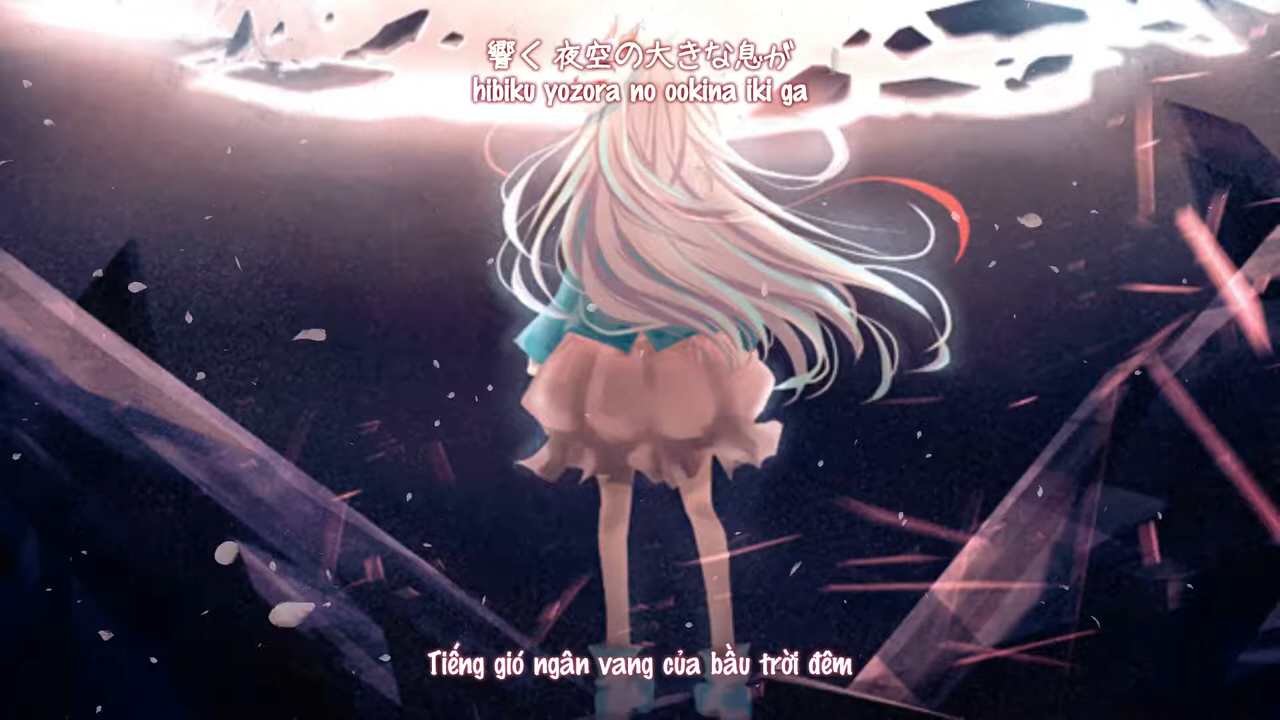 響く 夜空の大きな息が
hibiku yozora no ookina iki ga
Tiếng gió ngân vang của bầu trời đêm